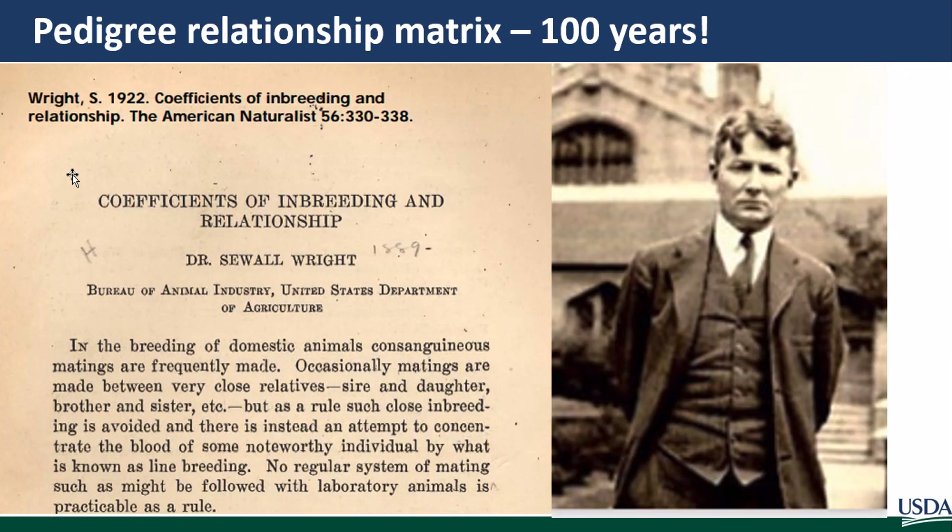 Pedigree relationship matrix – 100 years!
Wright, S. 1922. Coefficients of inbreeding and
relationship. The American Naturalist 56:330-338.
COEFFICIENTS OF INBREEDING AND
RELATIONSHIP
H 1889-
DR. SEWALL WRIGHT
BUREAU OF ANIMAL INDUSTRY, UNITED STATES DEPARTMENT
OF AGRICULTURE
IN the breeding of domestic animals consanguineous
matings are frequently made. Occasionally matings are
made between very close relatives—sire and daughter,
brother and sister, etc.—but as a rule such close inbreed-
ing is avoided and there is instead an attempt to concen-
trate the blood of some noteworthy individual by what
is known as line breeding. No regular system of mating
such as might be followed with laboratory animals is
practicable as a rule.
USDA